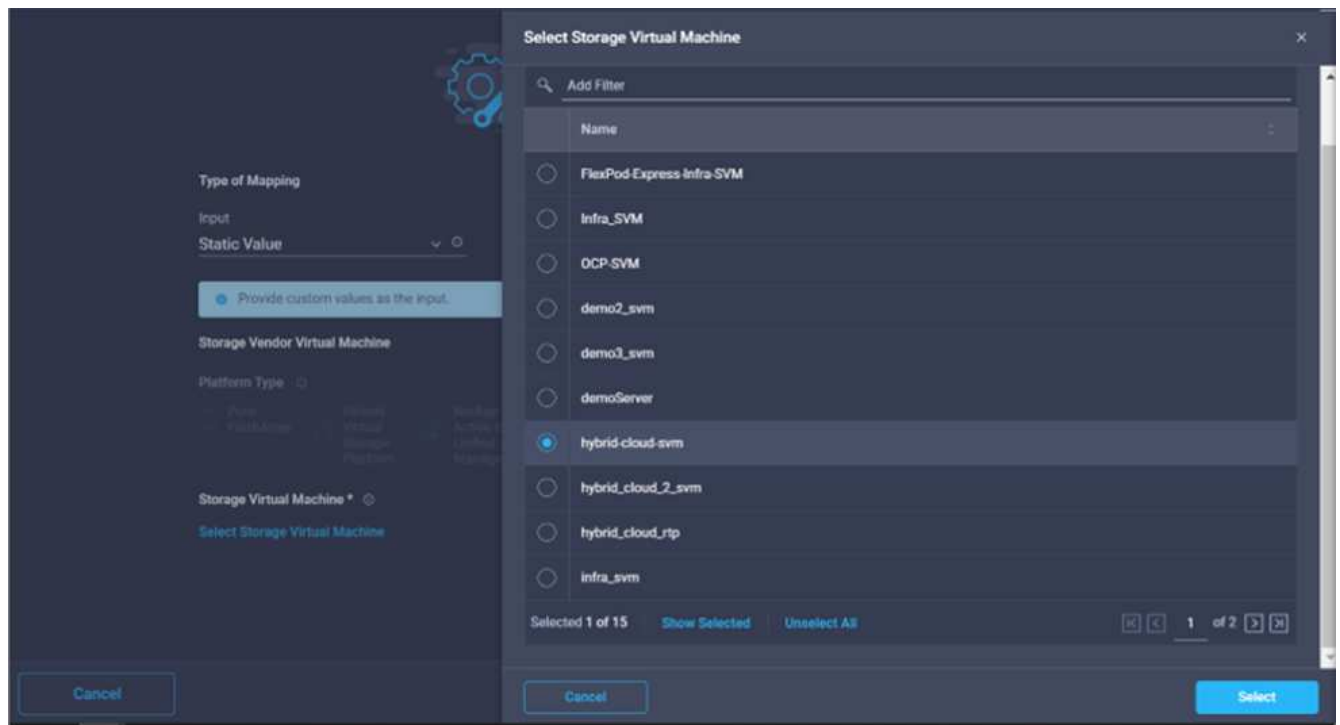 Select Storage Virtual Machine
Add Filter
Name
FlexPod-Express-Infra-SVM
Infra_SVM
OCP-SVM
demo2_svm
demo3_svm
demoServer
hybrid-cloud-svm
hybrid_cloud_2_svm
hybrid_cloud_rtp
infra_svm
Selected 1 of 15 Show Selected Unselect All 1 of 2
Cancel Select
Type of Mapping
Input
Static Value
Provide custom values as the input.
Storage Vendor Virtual Machine
Platform Type
Storage Virtual Machine *
Select Storage Virtual Machine
Cancel